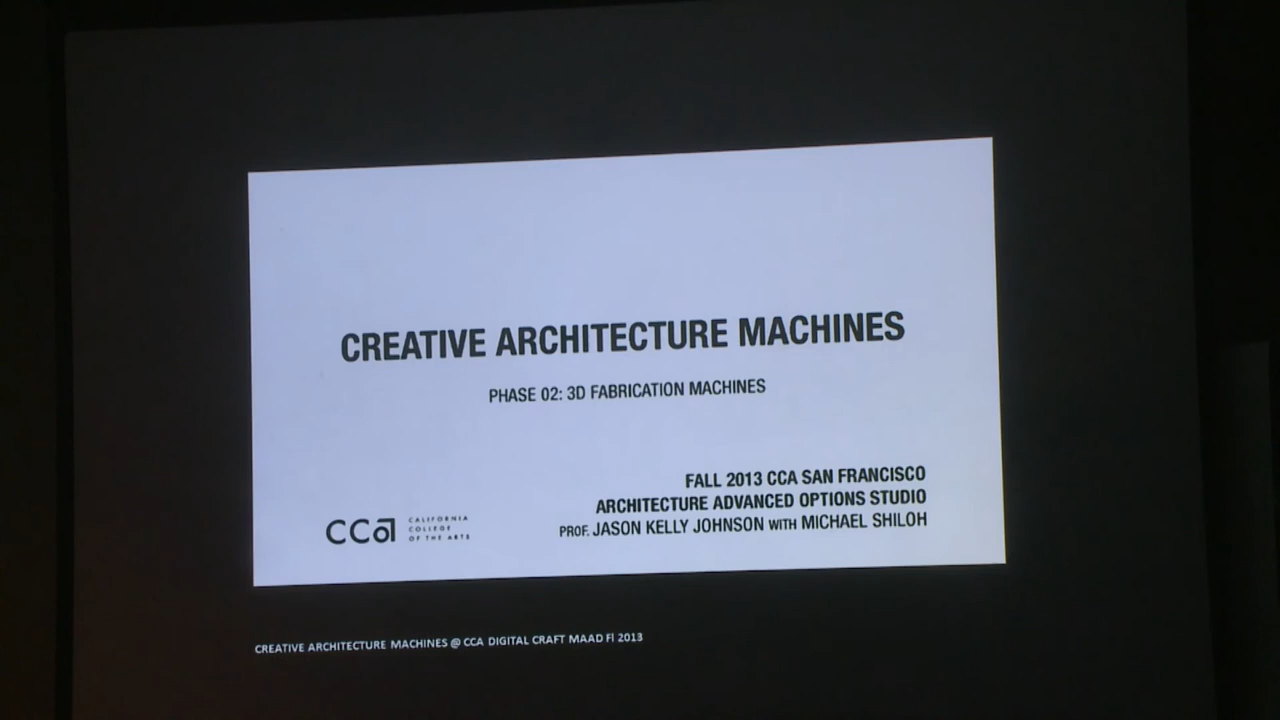 CREATIVE ARCHITECTURE MACHINES
PHASE 02: 3D FABRICATION MACHINES
FALL 2013 CCA SAN FRANCISCO
ARCHITECTURE ADVANCED OPTIONS STUDIO
PROF. JASON KELLY JOHNSON WITH MICHAEL SHILOH
CCa
CALIFORNIA
COLLEGE
OF THE ARTS
CREATIVE ARCHITECTURE MACHINES @ CCA DIGITAL CRAFT MAAD Fl 2013